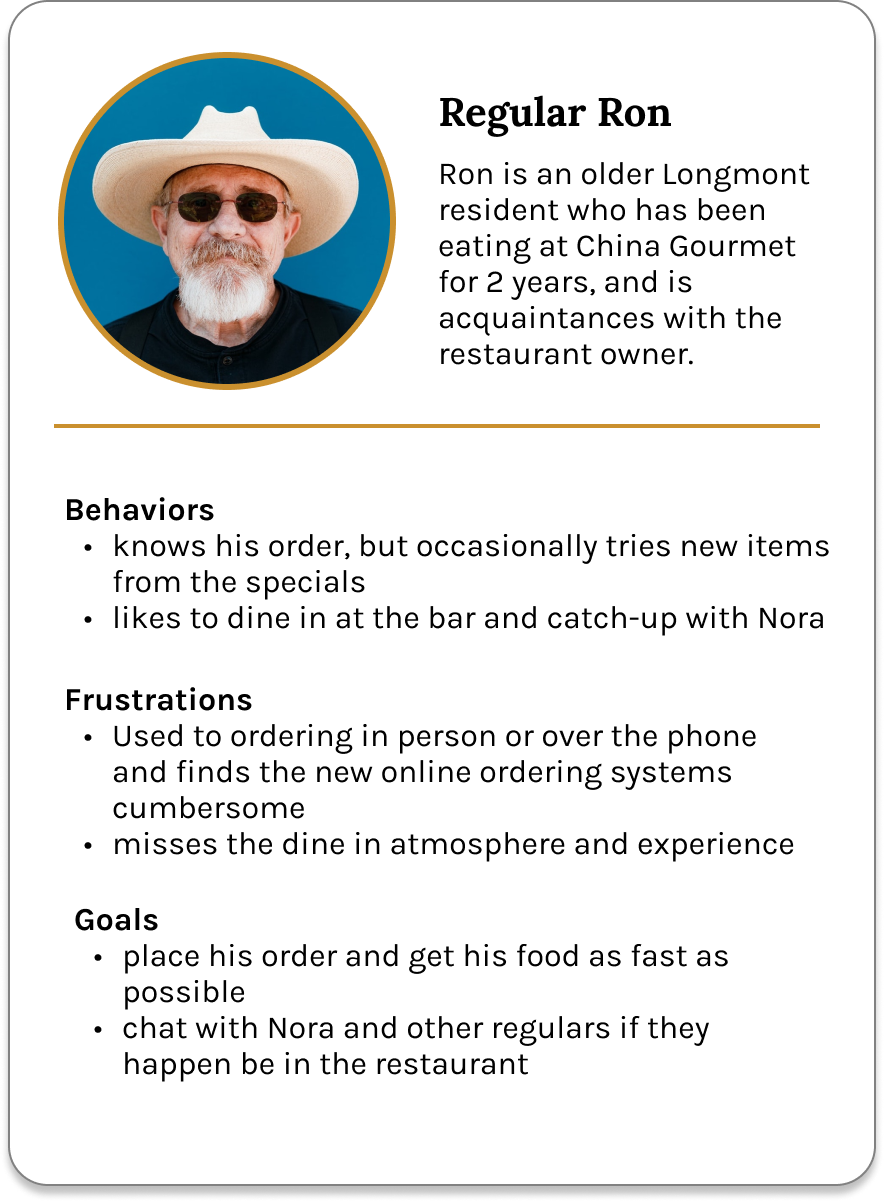 Regular Ron
Ron is an older Longmont
resident who has been
eating at China Gourmet
for 2 years, and is
acquaintances with the
restaurant owner.
Behaviors
• knows his order, but occasionally tries new items
from the specials
• likes to dine in at the bar and catch-up with Nora
Frustrations
• Used to ordering in person or over the phone
and finds the new online ordering systems
cumbersome
• misses the dine in atmosphere and experience
Goals
• place his order and get his food as fast as
possible
• chat with Nora and other regulars if they
happen be in the restaurant